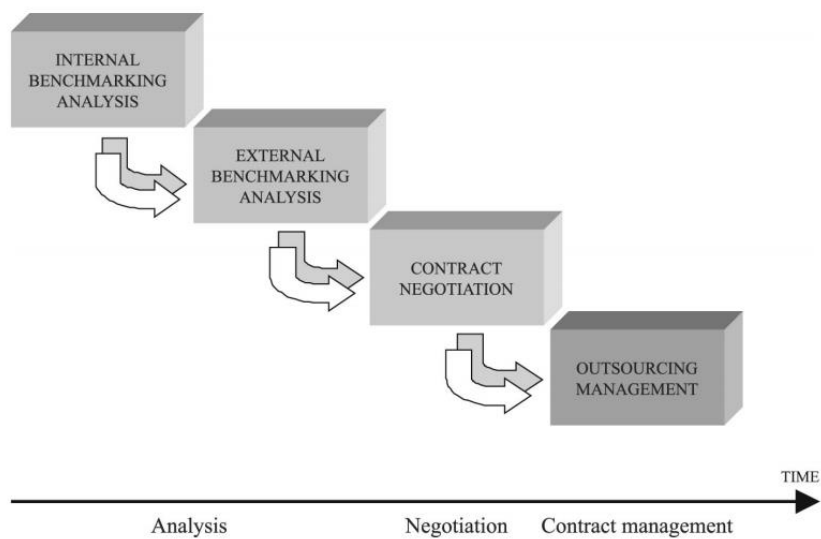 INTERNAL
BENCHMARKING
ANALYSIS
EXTERNAL
BENCHMARKING
ANALYSIS
CONTRACT
NEGOTIATION
OUTSOURCING
MANAGEMENT
TIME
Analysis
Negotiation
Contract management